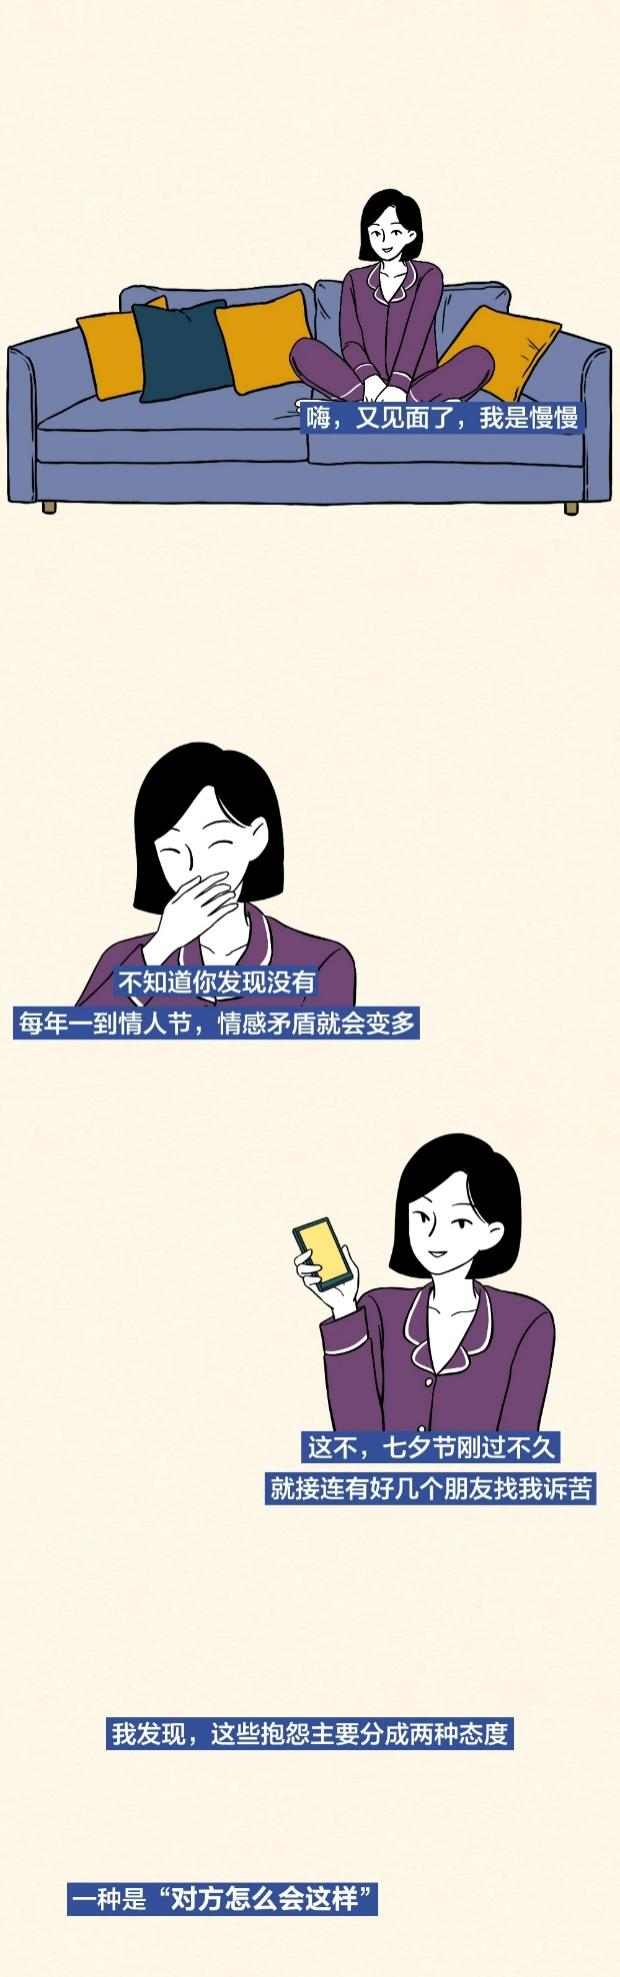 嗨，又见面了，我是慢慢
不知道你发现没有
每年一到情人节，情感矛盾就会变多
这不，七夕节刚过不久
就接连有好几个朋友找我诉苦
我发现，这些抱怨主要分成两种态度
一种是“对方怎么会这样”